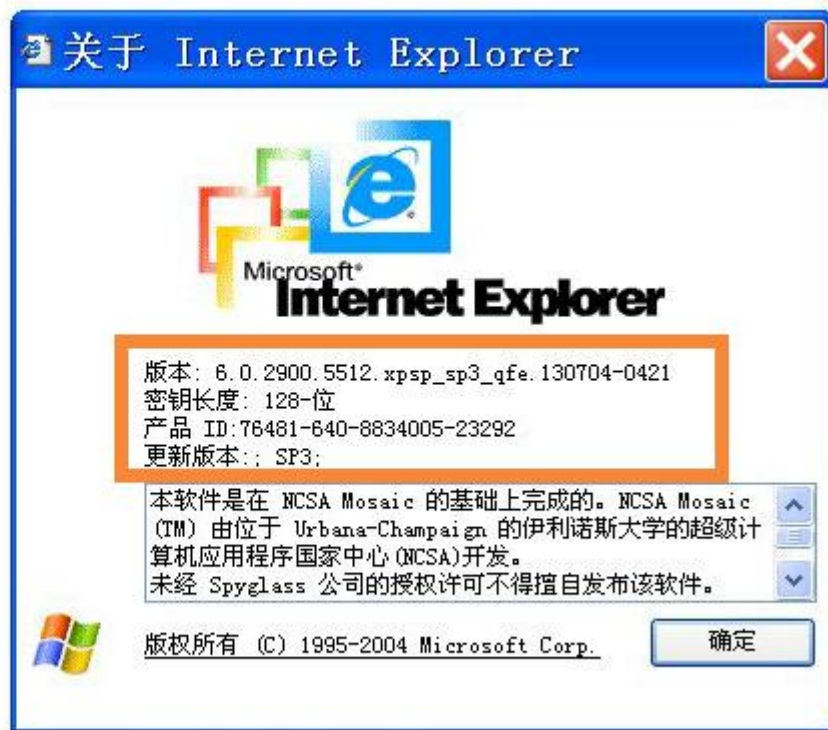 关于 Internet Explorer
Microsoft®
Internet Explorer
版本: 6.0.2900.5512.xpsp_sp3_qfe.130704-0421
密钥长度: 128-位
产品 ID:76481-640-8834005-23292
更新版本:; SP3;
本软件是在 NCSA Mosaic 的基础上完成的。NCSA Mosaic
(TM) 由位于 Urbana-Champaign 的伊利诺斯大学的超级计
算机应用程序国家中心(NCSA)开发。
未经 Spyglass 公司的授权许可不得擅自发布该软件。
版权所有 (C) 1995-2004 Microsoft Corp.
确定